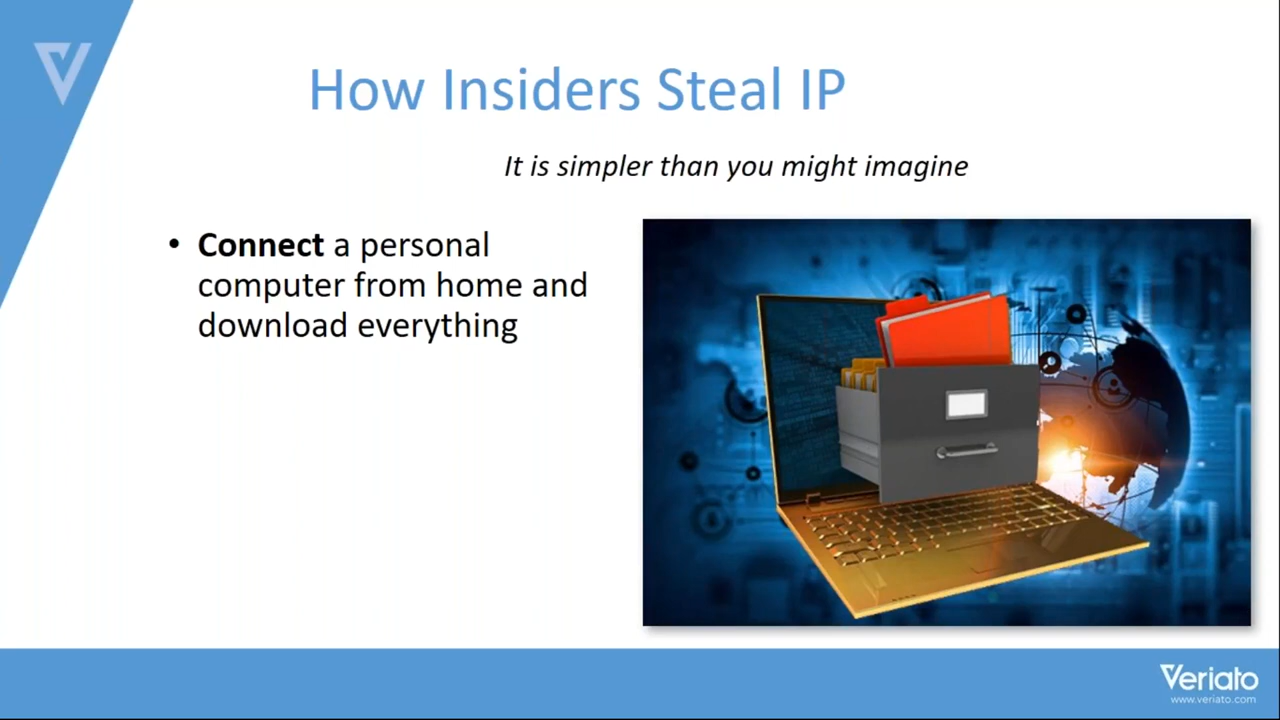 How Insiders Steal IP
It is simpler than you might imagine
• Connect a personal
computer from home and
download everything
Veriato
www.veriato.com